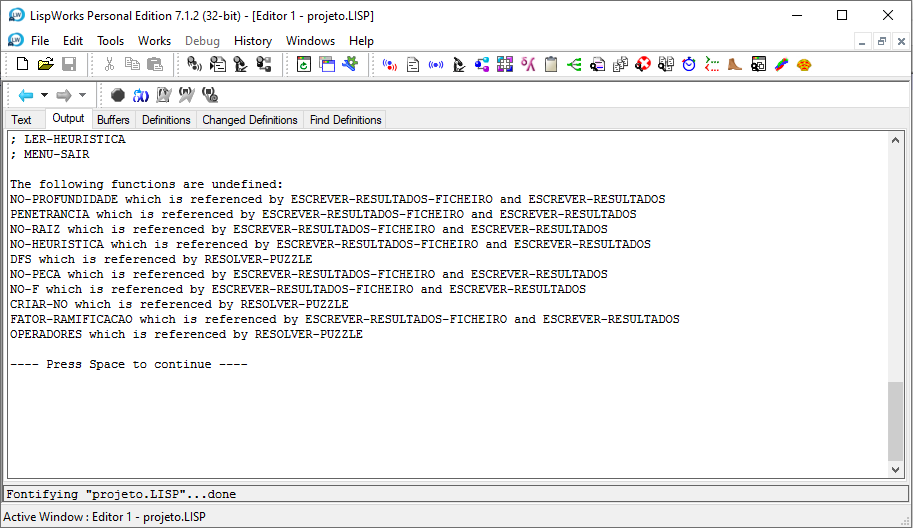 LispWorks Personal Edition 7.1.2 (32-bit) - [Editor 1 - projeto.LISP]
File Edit Tools Works Debug History Windows Help
Text Output Buffers Definitions Changed Definitions Find Definitions
; LER-HEURISTICA
; MENU-SAIR
The following functions are undefined:
NO-PROFUNDIDADE which is referenced by ESCREVER-RESULTADOS-FICHEIRO and ESCREVER-RESULTADOS
PENETRANCIA which is referenced by ESCREVER-RESULTADOS-FICHEIRO and ESCREVER-RESULTADOS
NO-RAIZ which is referenced by ESCREVER-RESULTADOS-FICHEIRO and ESCREVER-RESULTADOS
NO-HEURISTICA which is referenced by ESCREVER-RESULTADOS-FICHEIRO and ESCREVER-RESULTADOS
DFS which is referenced by RESOLVER-PUZZLE
NO-PECA which is referenced by ESCREVER-RESULTADOS-FICHEIRO and ESCREVER-RESULTADOS
NO-F which is referenced by ESCREVER-RESULTADOS-FICHEIRO and ESCREVER-RESULTADOS
CRIAR-NO which is referenced by RESOLVER-PUZZLE
FATOR-RAMIFICACAO which is referenced by ESCREVER-RESULTADOS-FICHEIRO and ESCREVER-RESULTADOS
OPERADORES which is referenced by RESOLVER-PUZZLE
---- Press Space to continue ----
Fontifying "projeto.LISP"...done
Active Window : Editor 1 - projeto.LISP